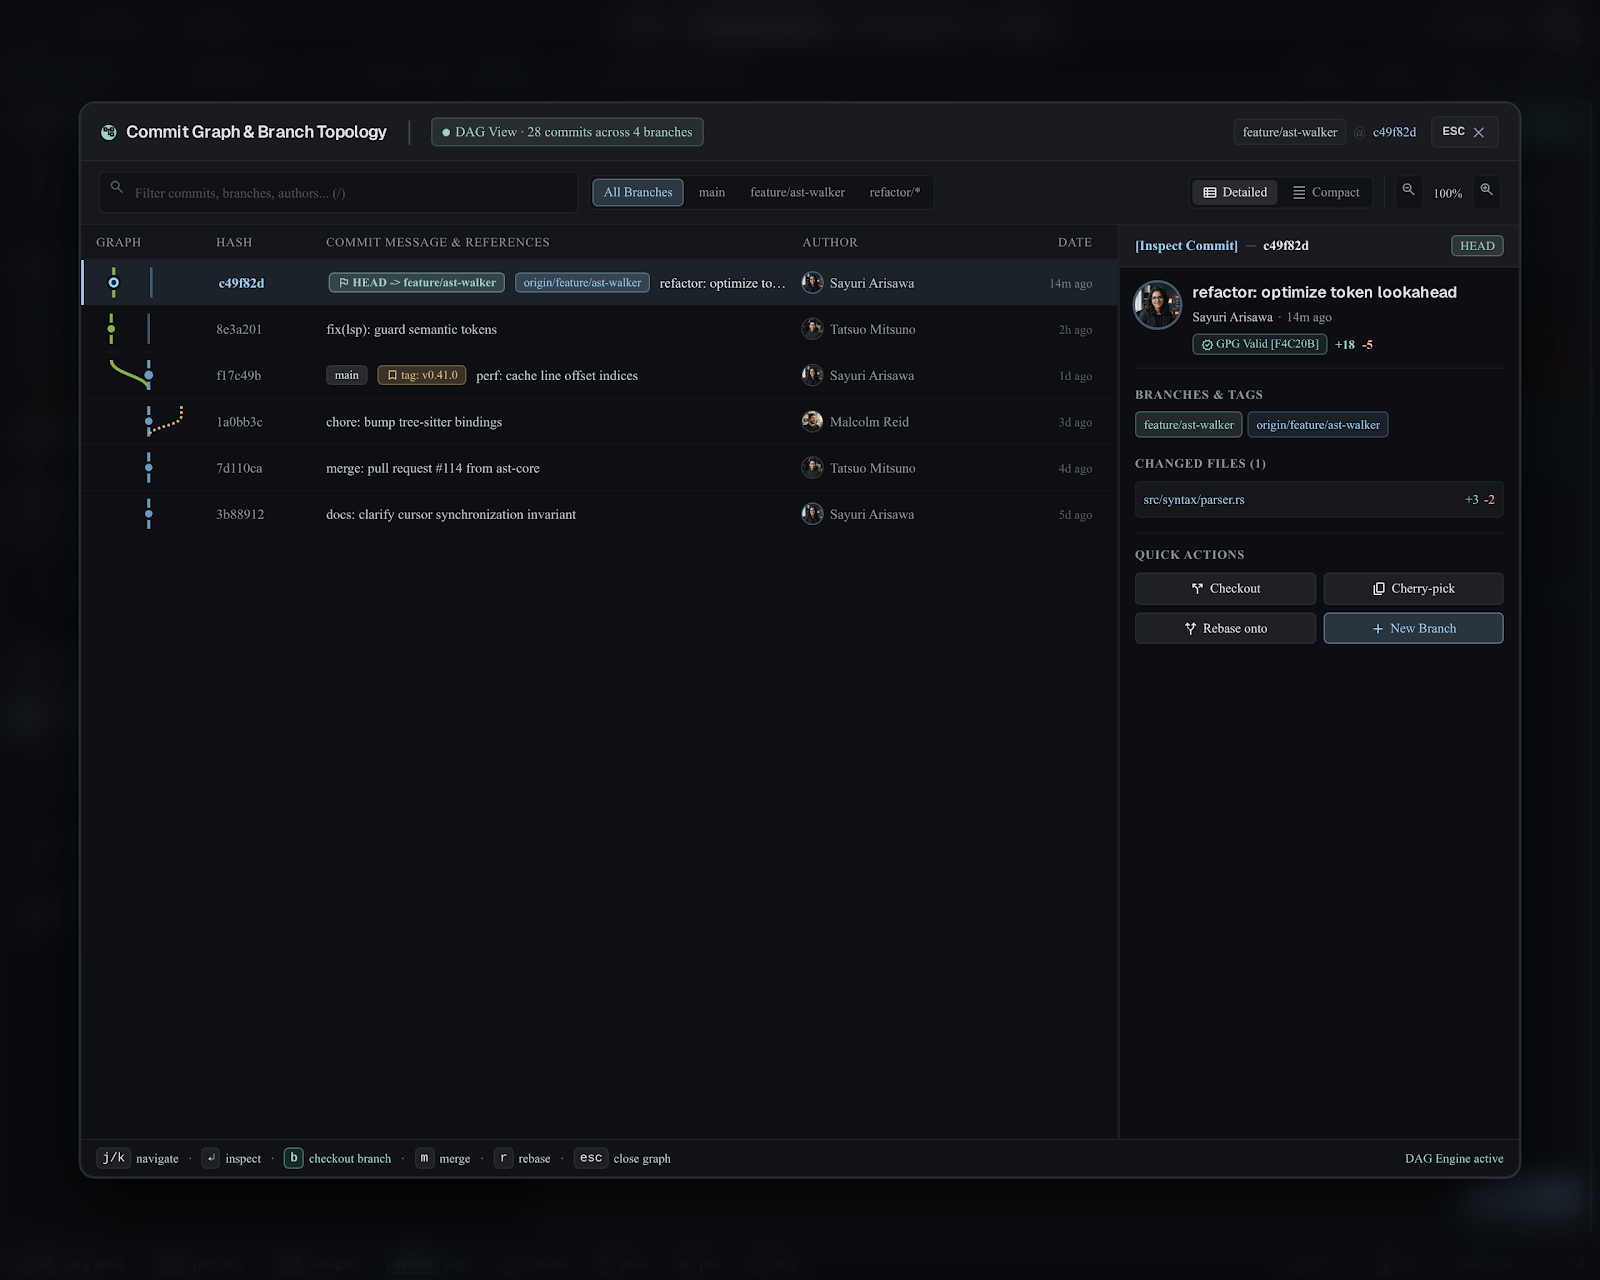 Commit Graph & Branch Topology
DAG View · 28 commits across 4 branches
feature/ast-walker @ c49f82d
ESC
Filter commits, branches, authors... (/)
All Branches main feature/ast-walker refactor/*
Detailed Compact
100%
GRAPH HASH COMMIT MESSAGE & REFERENCES AUTHOR DATE
c49f82d HEAD -> feature/ast-walker origin/feature/ast-walker refactor: optimize to... Sayuri Arisawa 14m ago
8e3a201 fix(lsp): guard semantic tokens Tatsuo Mitsuno 2h ago
f17c49b main tag: v0.41.0 perf: cache line offset indices Sayuri Arisawa 1d ago
1a0bb3c chore: bump tree-sitter bindings Malcolm Reid 3d ago
7d110ca merge: pull request #114 from ast-core Tatsuo Mitsuno 4d ago
3b88912 docs: clarify cursor synchronization invariant Sayuri Arisawa 5d ago
[Inspect Commit] — c49f82d HEAD
refactor: optimize token lookahead
Sayuri Arisawa · 14m ago
GPG Valid [F4C20B] +18 -5
BRANCHES & TAGS
feature/ast-walker origin/feature/ast-walker
CHANGED FILES (1)
src/syntax/parser.rs +3 -2
QUICK ACTIONS
Checkout Cherry-pick
Rebase onto + New Branch
j/k navigate · ↲ inspect · b checkout branch · m merge · r rebase · esc close graph
DAG Engine active